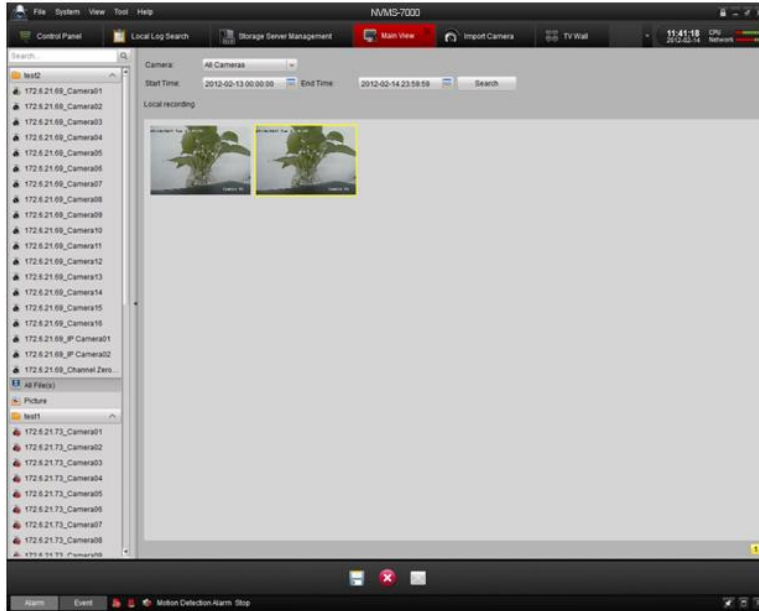 File System View Tool Help NVMS-7000
Control Panel Local Log Search Storage Server Management Main View Import Camera TV Wall 11:41:18 CPU
2012-02-14 Network
Search...
Camera: All Cameras
test2
Start Time: 2012-02-13 00:00:00 End Time: 2012-02-14 23:59:59 Search
172.6.21.69_Camera01
172.6.21.69_Camera02
Local recording
172.6.21.69_Camera03
172.6.21.69_Camera04
172.6.21.69_Camera05
172.6.21.69_Camera06
172.6.21.69_Camera07
172.6.21.69_Camera08
172.6.21.69_Camera09
172.6.21.69_Camera10
172.6.21.69_Camera11
172.6.21.69_Camera12
172.6.21.69_Camera13
172.6.21.69_Camera14
172.6.21.69_Camera15
172.6.21.69_Camera16
172.6.21.69_IP Camera01
172.6.21.69_IP Camera02
172.6.21.69_Channel Zero...
All File(s)
Picture
test1
172.6.21.73_Camera01
172.6.21.73_Camera02
172.6.21.73_Camera03
172.6.21.73_Camera04
172.6.21.73_Camera05
172.6.21.73_Camera06
172.6.21.73_Camera07
172.6.21.73_Camera08
172.6.21.73_Camera09
1
Alarm Event Motion Detection Alarm Stop